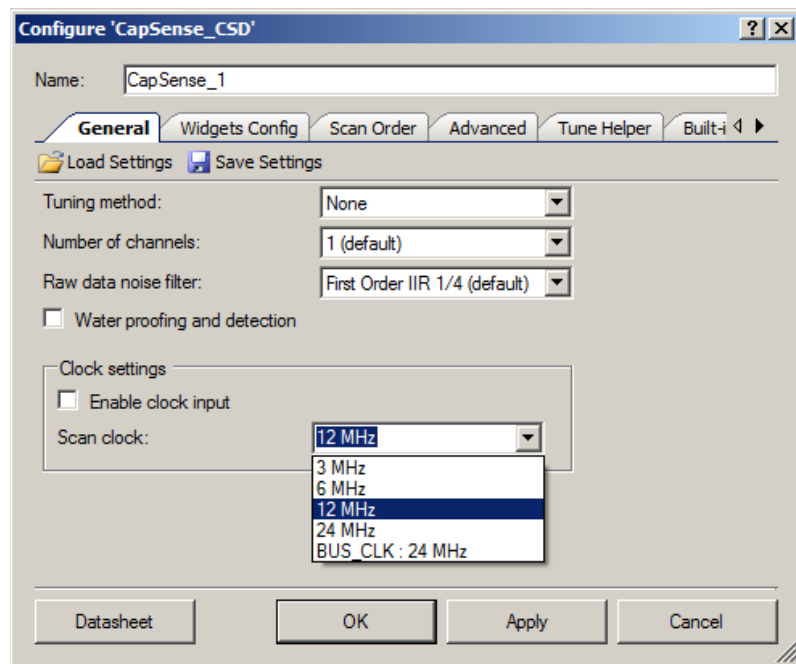 Configure 'CapSense_CSD'
Name: CapSense_1
General Widgets Config Scan Order Advanced Tune Helper Built-i
Load Settings Save Settings
Tuning method: None
Number of channels: 1 (default)
Raw data noise filter: First Order IIR 1/4 (default)
Water proofing and detection
Clock settings
Enable clock input
Scan clock: 12 MHz
3 MHz
6 MHz
12 MHz
24 MHz
BUS_CLK : 24 MHz
Datasheet OK Apply Cancel